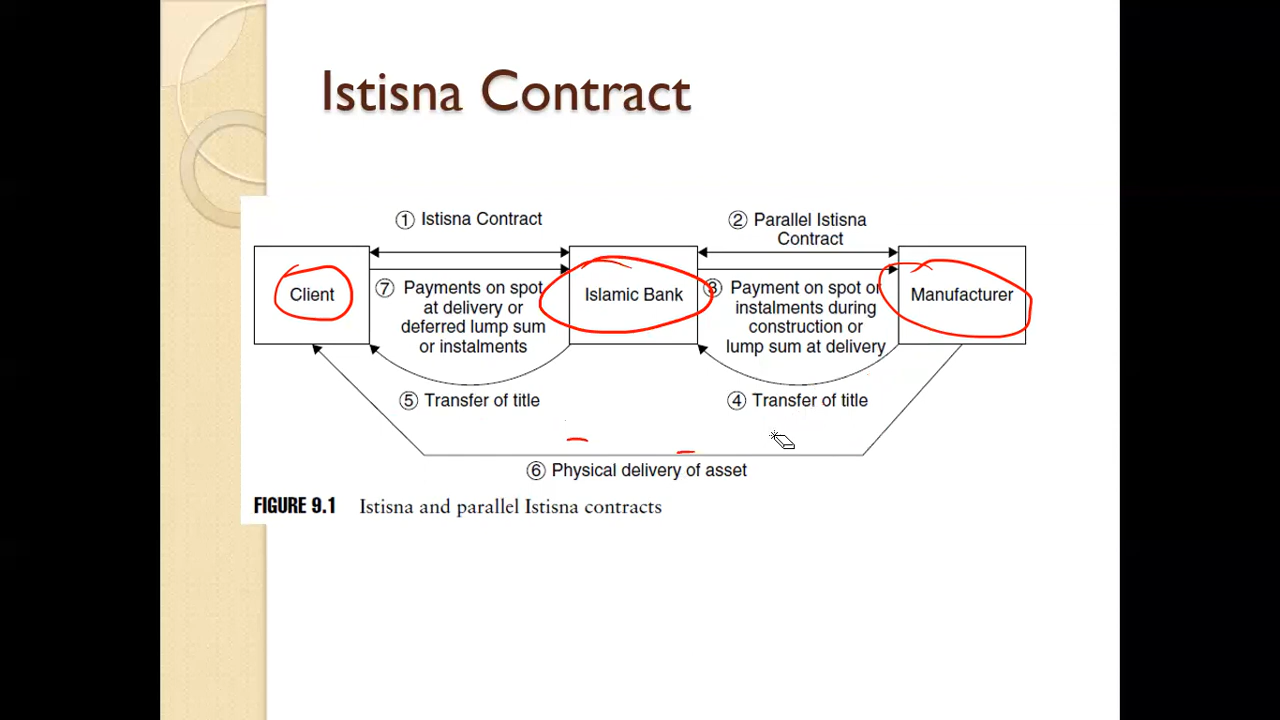 Istisna Contract
① Istisna Contract
② Parallel Istisna
Contract
Client
⑦ Payments on spot
at delivery or
deferred lump sum
or instalments
Islamic Bank
③ Payment on spot or
instalments during
construction or
lump sum at delivery
Manufacturer
⑤ Transfer of title
④ Transfer of title
⑥ Physical delivery of asset
FIGURE 9.1 Istisna and parallel Istisna contracts